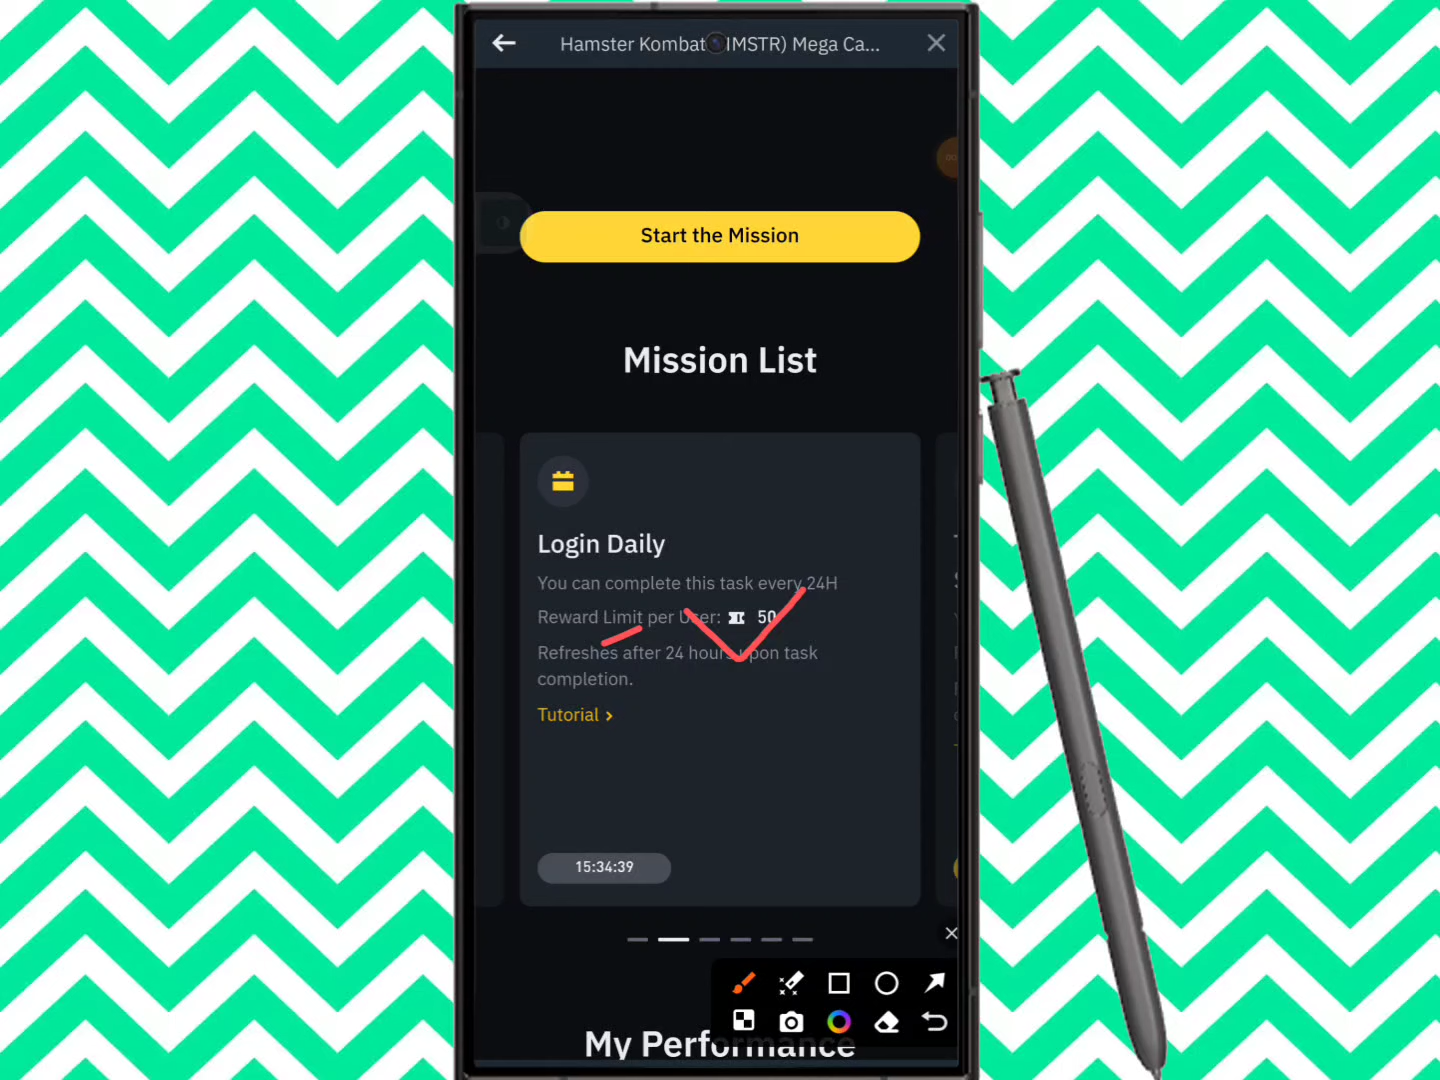 Hamster Kombat (HMSTR) Mega Ca...
Start the Mission
Mission List
Login Daily
You can complete this task every 24H
Reward Limit per User: 50
Refreshes after 24 hours upon task
completion.
Tutorial
15:34:39
My Performance